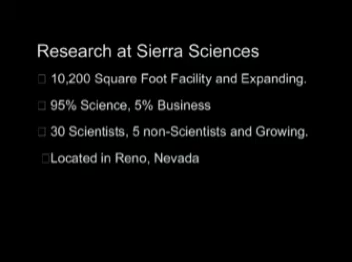 Research at Sierra Sciences
10,200 Square Foot Facility and Expanding.
95% Science, 5% Business
30 Scientists, 5 non-Scientists and Growing.
Located in Reno, Nevada